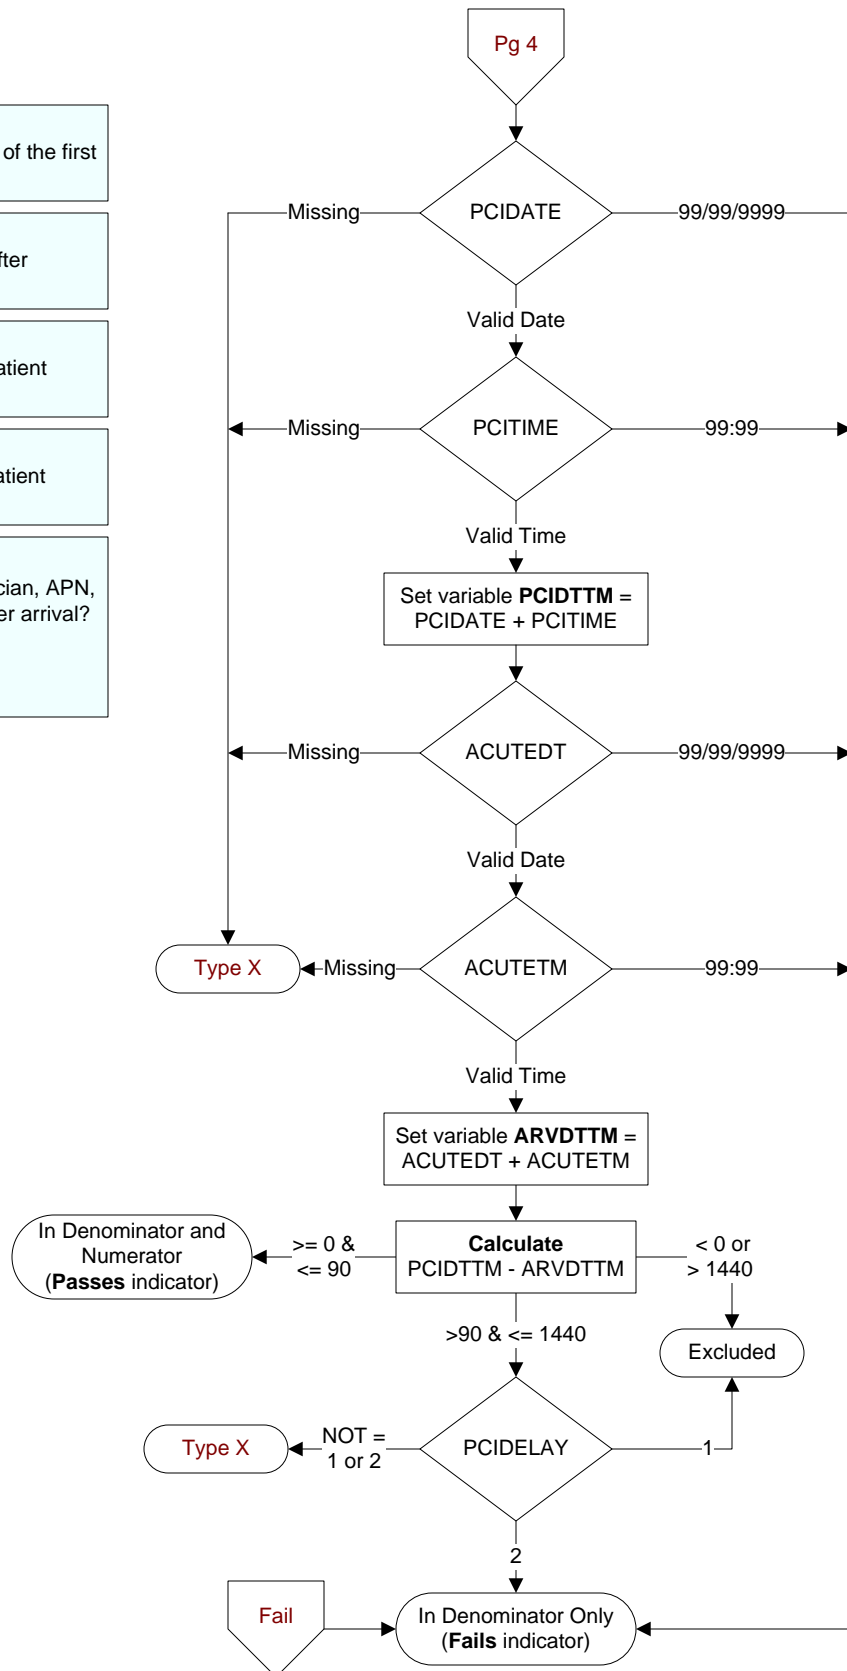 Pg 4
of the first
PCIDATE
Missing
99/99/9999
fter
Valid Date
atient
PCITIME
Missing
99:99
atient
Valid Time
cian, APN,
er arrival?
Set variable PCIDTTM =
PCIDATE + PCITIME
ACUTEDT
Missing
99/99/9999
Valid Date
Type X
Missing
ACUTETM
99:99
Valid Time
Set variable ARVDTTM =
ACUTEDT + ACUTETM
In Denominator and
Numerator
(Passes indicator)
>= 0 &
<= 90
Calculate
PCIDTTM - ARVDTTM
< 0 or
> 1440
>90 & <= 1440
Excluded
Type X
NOT =
1 or 2
PCIDELAY
1
2
Fail
In Denominator Only
(Fails indicator)